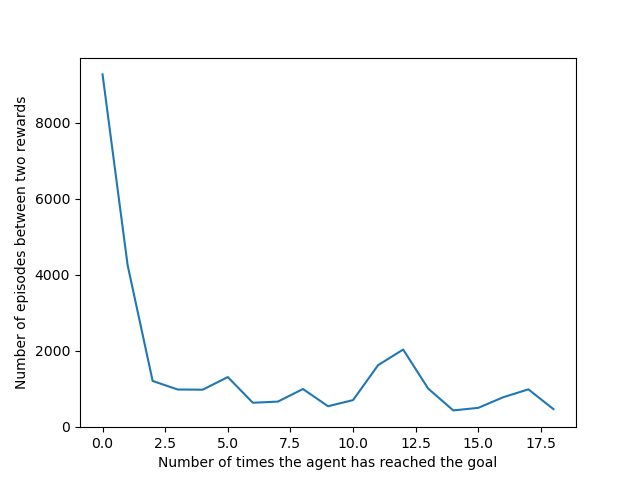 Number of episodes between two rewards
8000
6000
4000
2000
0
0.0 2.5 5.0 7.5 10.0 12.5 15.0 17.5
Number of times the agent has reached the goal